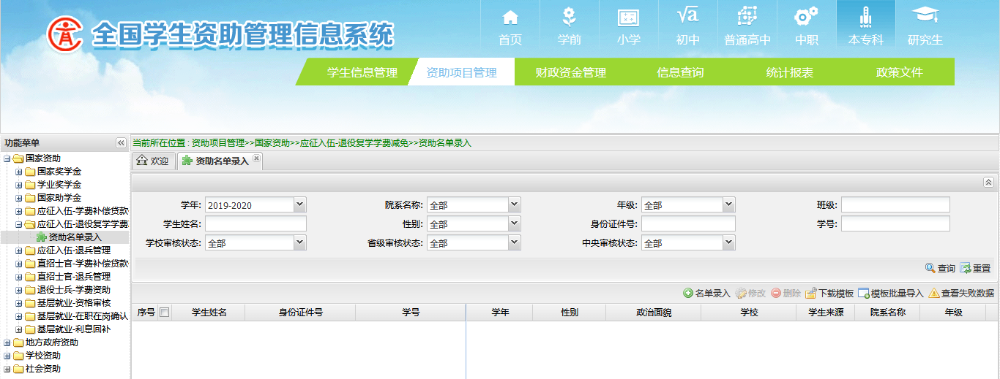 全国学生资助管理信息系统
首页 学前 小学 初中 普通高中 中职 本专科 研究生
学生信息管理 资助项目管理 财政资金管理 信息查询 统计报表 政策文件
功能菜单
国家资助
国家奖学金
学业奖学金
国家助学金
应征入伍-学费补偿贷款
应征入伍-退役复学学费
资助名单录入
应征入伍-退兵管理
直招士官-学费补偿贷款
直招士官-退兵管理
退役士兵-学费资助
基层就业-资格审核
基层就业-在职在岗确认
基层就业-利息回补
地方政府资助
学校资助
社会资助
当前所在位置 : 资助项目管理>>国家资助>>应征入伍-退役复学学费减免>>资助名单录入
欢迎 资助名单录入
学年: 2019-2020 院系名称: 全部 年级: 全部 班级:
学生姓名: 性别: 全部 身份证件号: 学号:
学校审核状态: 全部 省级审核状态: 全部 中央审核状态: 全部
查询 重置
名单录入 修改 删除 下载模板 模板批量导入 查看失败数据
序号 学生姓名 身份证件号 学号 学年 性别 政治面貌 学校 学生来源 院系名称 年级